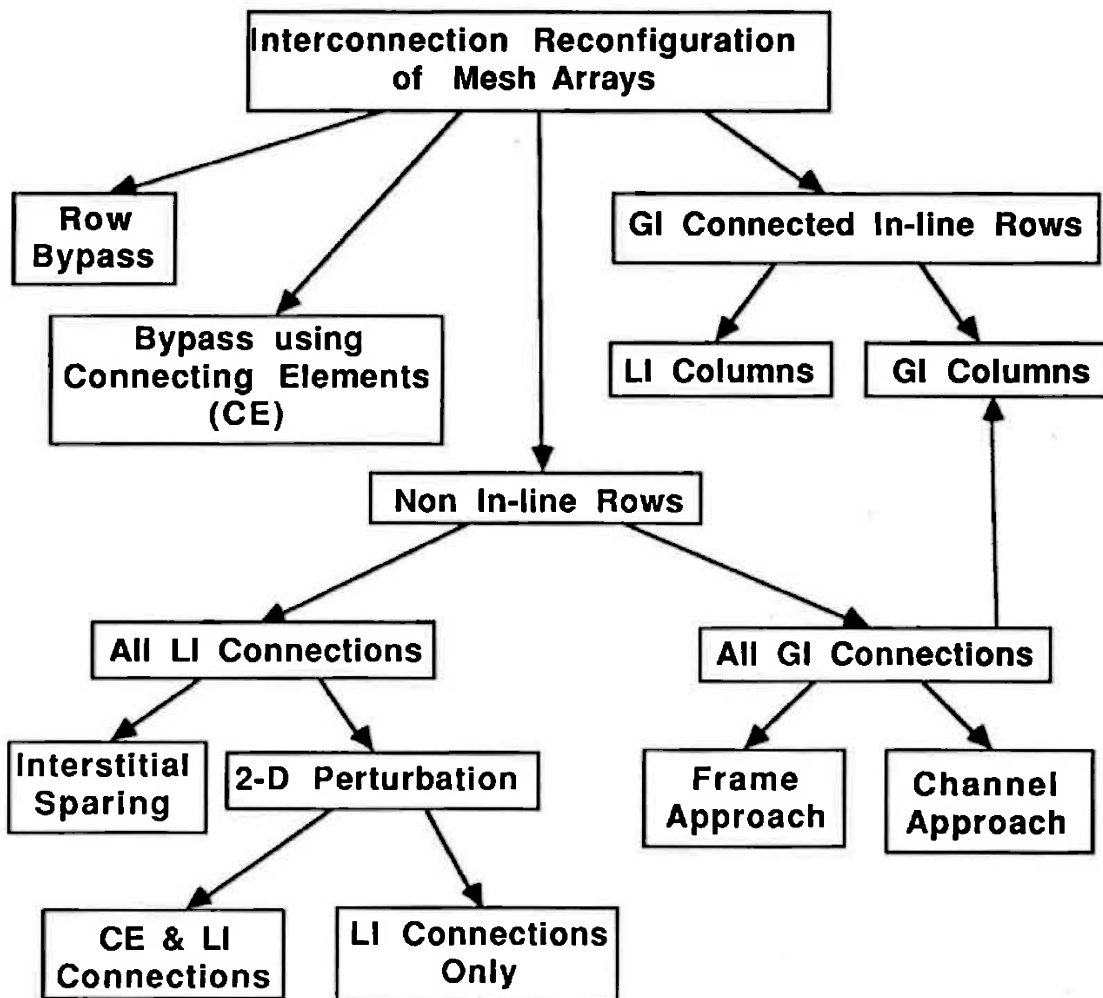 Interconnection Reconfiguration
of Mesh Arrays
Row
Bypass
GI Connected In-line Rows
Bypass using
Connecting Elements
(CE)
LI Columns
GI Columns
Non In-line Rows
All LI Connections
All GI Connections
Interstitial
Sparing
2-D Perturbation
Frame
Approach
Channel
Approach
CE & LI
Connections
LI Connections
Only